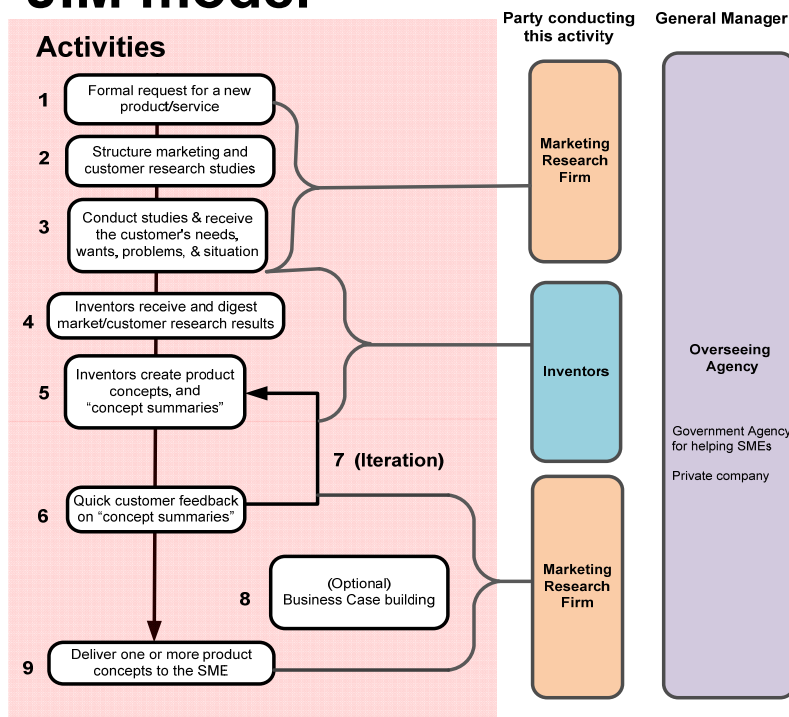 Activities
Party conducting
this activity
General Manager
1
Formal request for a new
product/service
2
Structure marketing and
customer research studies
3
Conduct studies & receive
the customer's needs,
wants, problems, & situation
4
Inventors receive and digest
market/customer research results
5
Inventors create product
concepts, and
“concept summaries”
7 (Iteration)
6
Quick customer feedback
on “concept summaries”
8
(Optional)
Business Case building
9
Deliver one or more product
concepts to the SME
Marketing
Research
Firm
Inventors
Marketing
Research
Firm
Overseeing
Agency
Government Agency
for helping SMEs
Private company